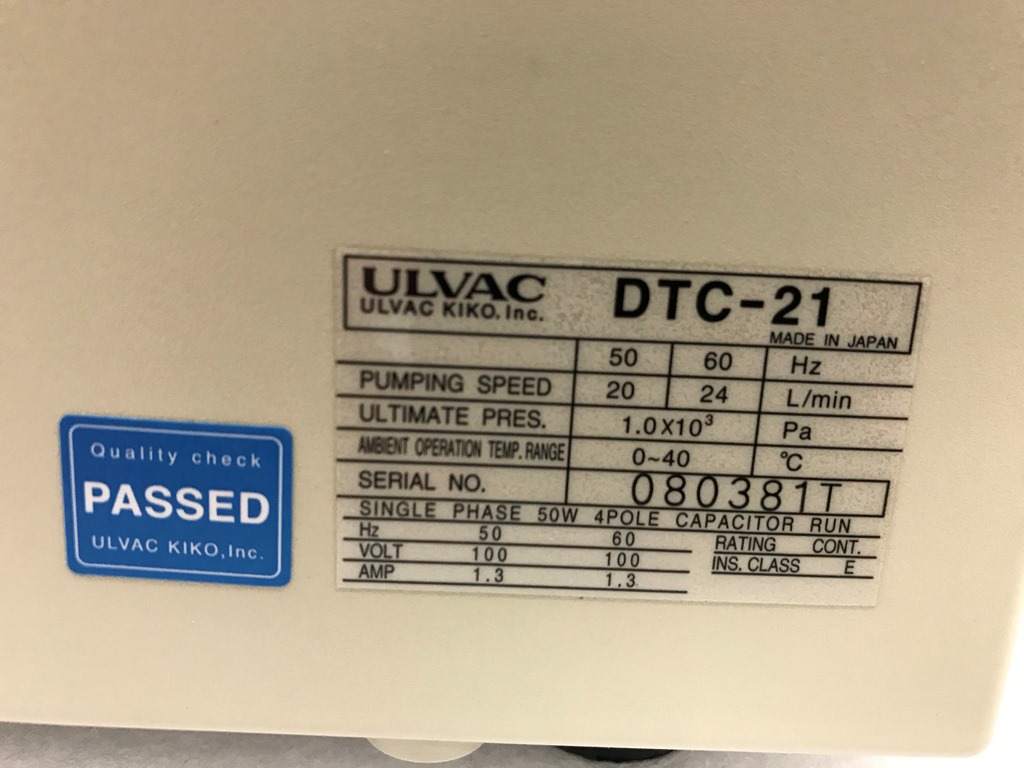 ULVAC
ULVAC KIKO. Inc.
DTC-21
MADE IN JAPAN
50 60 Hz
PUMPING SPEED 20 24 L/min
ULTIMATE PRES. 1.0X10³ Pa
AMBIENT OPERATION TEMP. RANGE 0~40 ℃
SERIAL NO. 080381T
SINGLE PHASE 50W 4POLE CAPACITOR RUN
Hz 50 60
VOLT 100 100
AMP 1.3 1.3
RATING CONT.
INS. CLASS E
Quality check
PASSED
ULVAC KIKO,Inc.